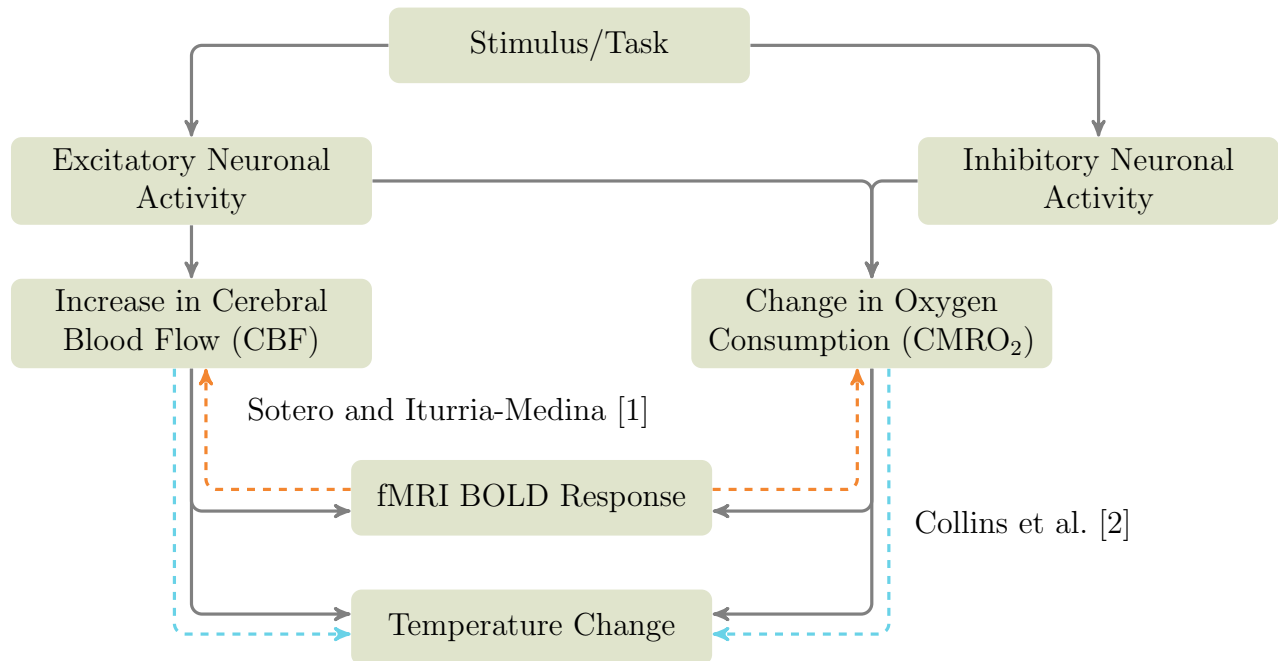 Stimulus/Task
Excitatory Neuronal
Activity
Inhibitory Neuronal
Activity
Increase in Cerebral
Blood Flow (CBF)
Change in Oxygen
Consumption (CMRO₂)
Sotero and Iturria-Medina [1]
fMRI BOLD Response
Collins et al. [2]
Temperature Change